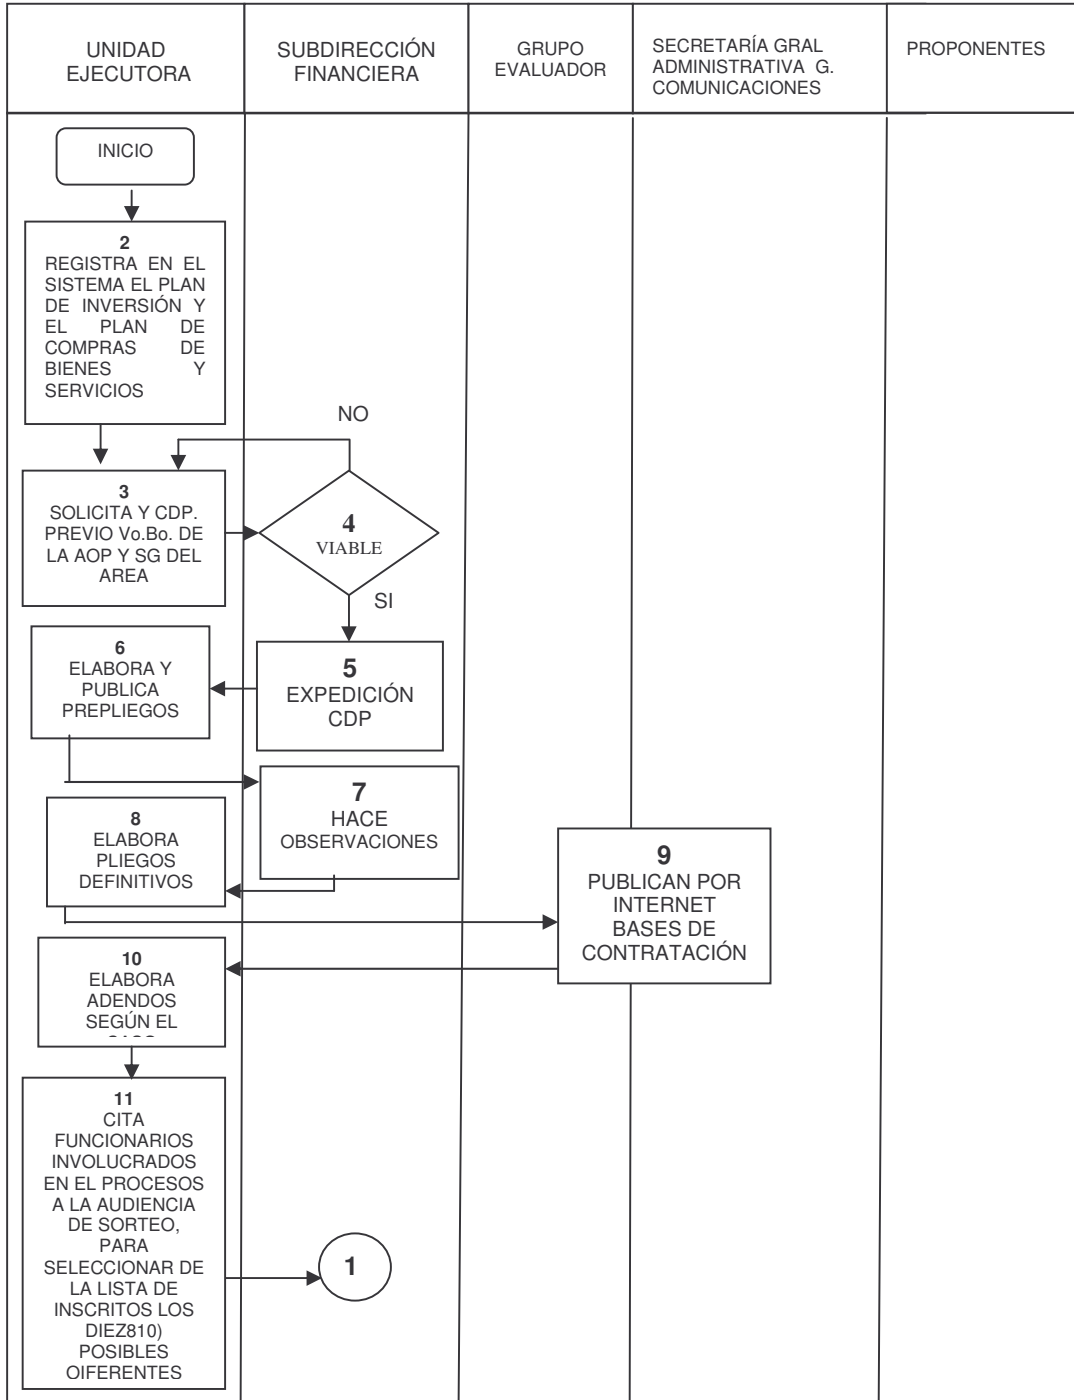 UNIDAD
EJECUTORA
SUBDIRECCIÓN
FINANCIERA
GRUPO
EVALUADOR
SECRETARÍA GRAL
ADMINISTRATIVA G.
COMUNICACIONES
PROPONENTES
INICIO
2
REGISTRA EN EL
SISTEMA EL PLAN
DE INVERSIÓN Y
EL PLAN DE
COMPRAS DE
BIENES Y
SERVICIOS
NO
3
SOLICITA Y CDP.
PREVIO Vo.Bo. DE
LA AOP Y SG DEL
AREA
4
VIABLE
SI
5
EXPEDICIÓN
CDP
6
ELABORA Y
PUBLICA
PREPLIEGOS
7
HACE
OBSERVACIONES
8
ELABORA
PLIEGOS
DEFINITIVOS
9
PUBLICAN POR
INTERNET
BASES DE
CONTRATACIÓN
10
ELABORA
ADENDOS
SEGÚN EL
11
CITA
FUNCIONARIOS
INVOLUCRADOS
EN EL PROCESOS
A LA AUDIENCIA
DE SORTEO,
PARA
SELECCIONAR DE
LA LISTA DE
INSCRITOS LOS
DIEZ810)
POSIBLES
OIFERENTES
1